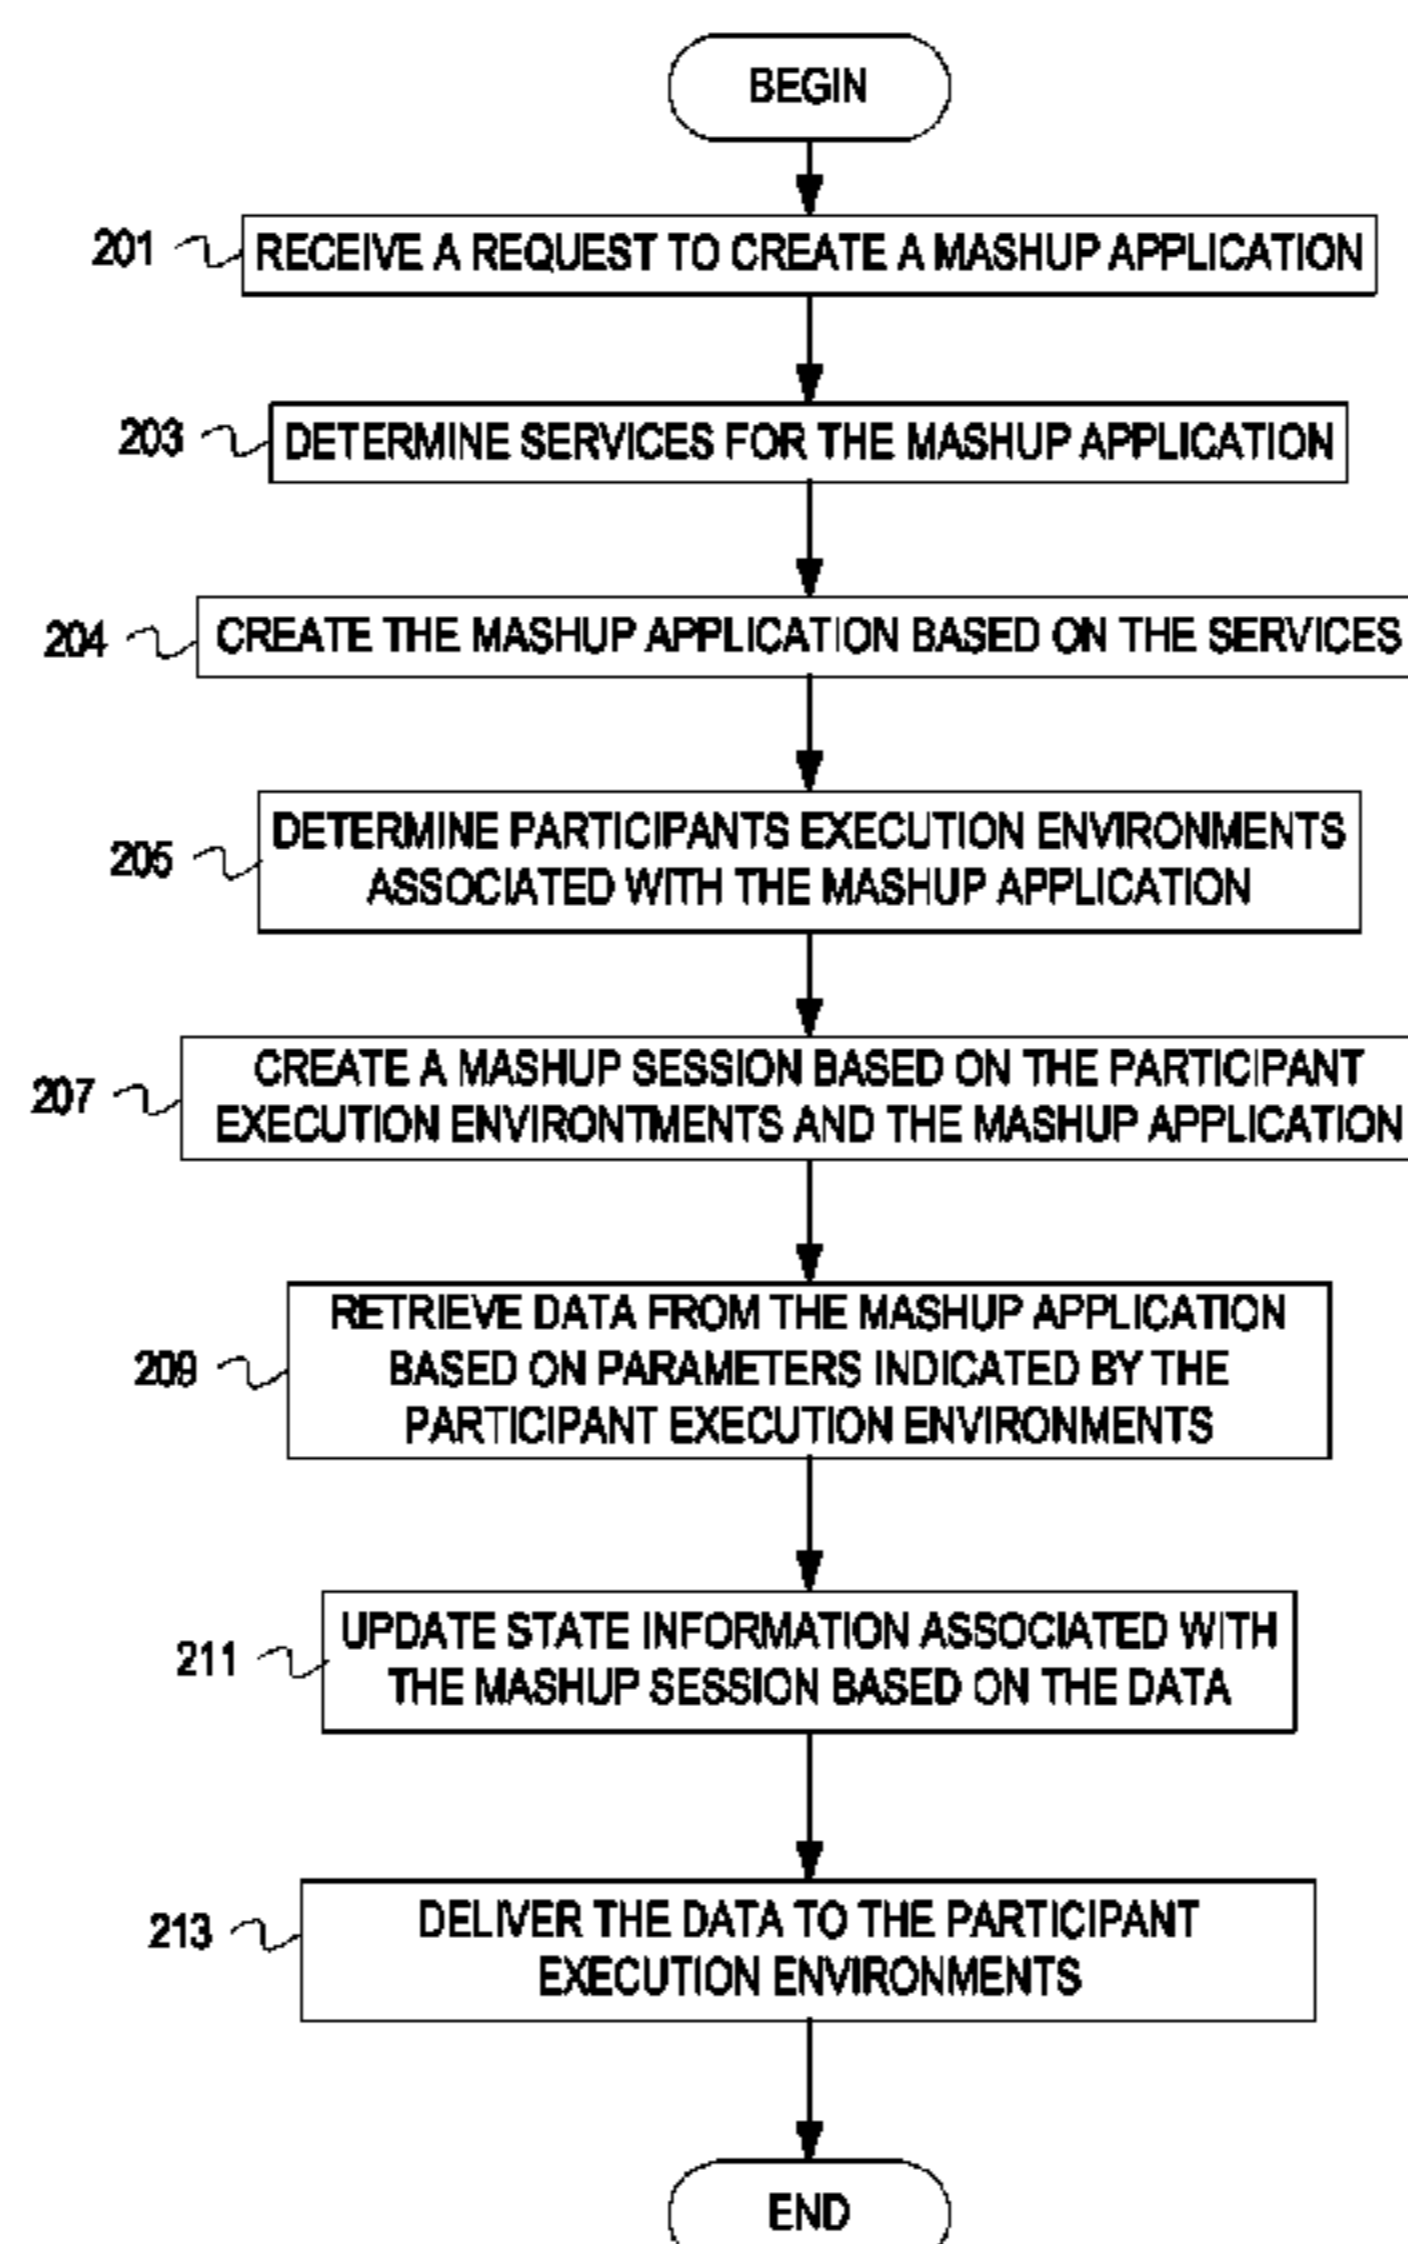 BEGIN
201
RECEIVE A REQUEST TO CREATE A MASHUP APPLICATION
203
DETERMINE SERVICES FOR THE MASHUP APPLICATION
204
CREATE THE MASHUP APPLICATION BASED ON THE SERVICES
205
DETERMINE PARTICIPANTS EXECUTION ENVIRONMENTS
ASSOCIATED WITH THE MASHUP APPLICATION
207
CREATE A MASHUP SESSION BASED ON THE PARTICIPANT
EXECUTION ENVIRONTMENTS AND THE MASHUP APPLICATION
209
RETRIEVE DATA FROM THE MASHUP APPLICATION
BASED ON PARAMETERS INDICATED BY THE
PARTICIPANT EXECUTION ENVIRONMENTS
211
UPDATE STATE INFORMATION ASSOCIATED WITH
THE MASHUP SESSION BASED ON THE DATA
213
DELIVER THE DATA TO THE PARTICIPANT
EXECUTION ENVIRONMENTS
END